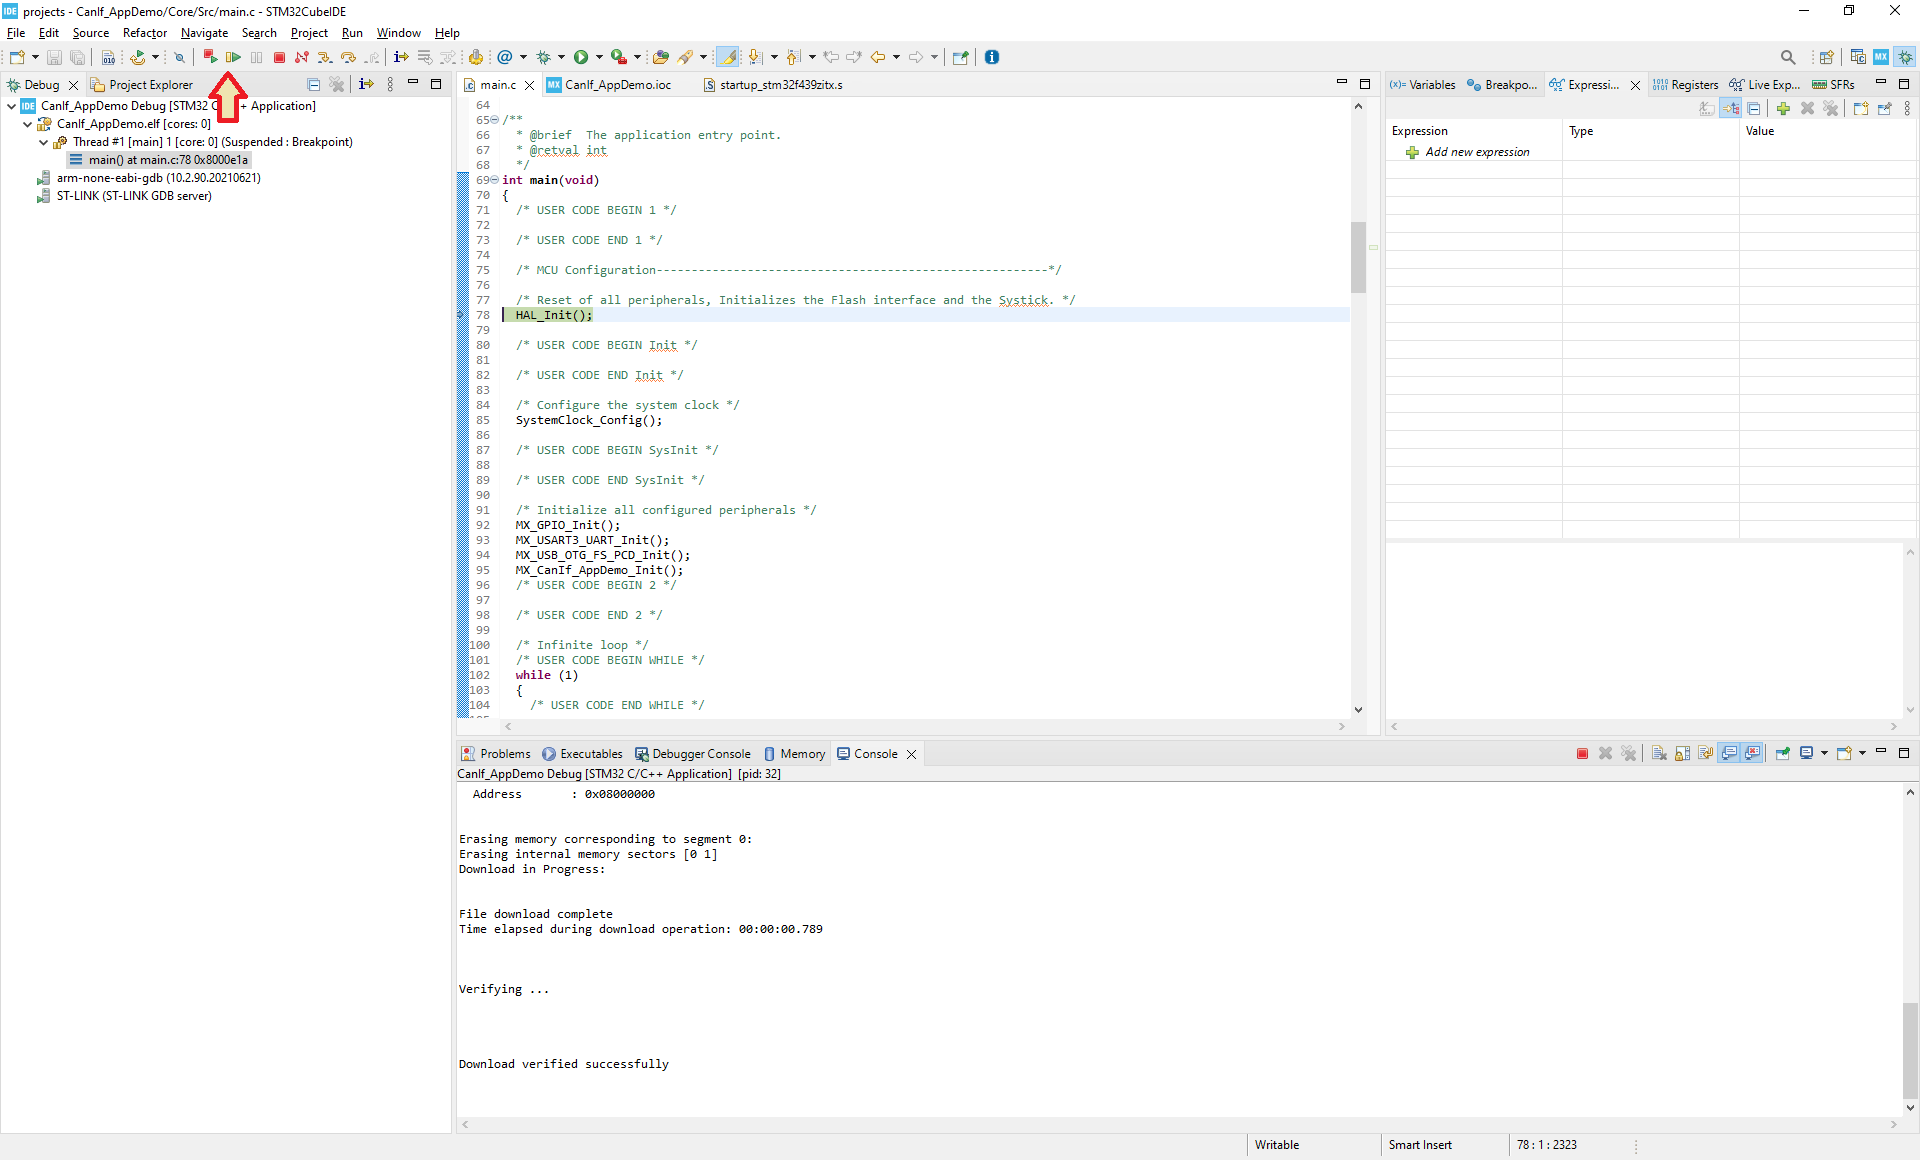 IDE projects - CanIf_AppDemo/Core/Src/main.c - STM32CubeIDE
File Edit Source Refactor Navigate Search Project Run Window Help
Debug Project Explorer
IDE CanIf_AppDemo Debug [STM32 C + Application]
CanIf_AppDemo.elf [cores: 0]
Thread #1 [main] 1 [core: 0] (Suspended : Breakpoint)
main() at main.c:78 0x8000e1a
arm-none-eabi-gdb (10.2.90.20210621)
ST-LINK (ST-LINK GDB server)
main.c MX CanIf_AppDemo.ioc startup_stm32f439zitx.s
64
65 /**
66 * @brief The application entry point.
67 * @retval int
68 */
69 int main(void)
70 {
71 /* USER CODE BEGIN 1 */
72
73 /* USER CODE END 1 */
74
75 /* MCU Configuration--------------------------------------------------------*/
76
77 /* Reset of all peripherals, Initializes the Flash interface and the Systick. */
78 HAL_Init();
79
80 /* USER CODE BEGIN Init */
81
82 /* USER CODE END Init */
83
84 /* Configure the system clock */
85 SystemClock_Config();
86
87 /* USER CODE BEGIN SysInit */
88
89 /* USER CODE END SysInit */
90
91 /* Initialize all configured peripherals */
92 MX_GPIO_Init();
93 MX_USART3_UART_Init();
94 MX_USB_OTG_FS_PCD_Init();
95 MX_CanIf_AppDemo_Init();
96 /* USER CODE BEGIN 2 */
97
98 /* USER CODE END 2 */
99
100 /* Infinite loop */
101 /* USER CODE BEGIN WHILE */
102 while (1)
103 {
104 /* USER CODE END WHILE */
(x)= Variables Breakpo... Expressi... 1010 0101 Registers Live Exp... SFRs
Expression Type Value
Add new expression
Problems Executables Debugger Console Memory Console
CanIf_AppDemo Debug [STM32 C/C++ Application] [pid: 32]
Address : 0x08000000
Erasing memory corresponding to segment 0:
Erasing internal memory sectors [0 1]
Download in Progress:
File download complete
Time elapsed during download operation: 00:00:00.789
Verifying ...
Download verified successfully
Writable Smart Insert 78 : 1 : 2323